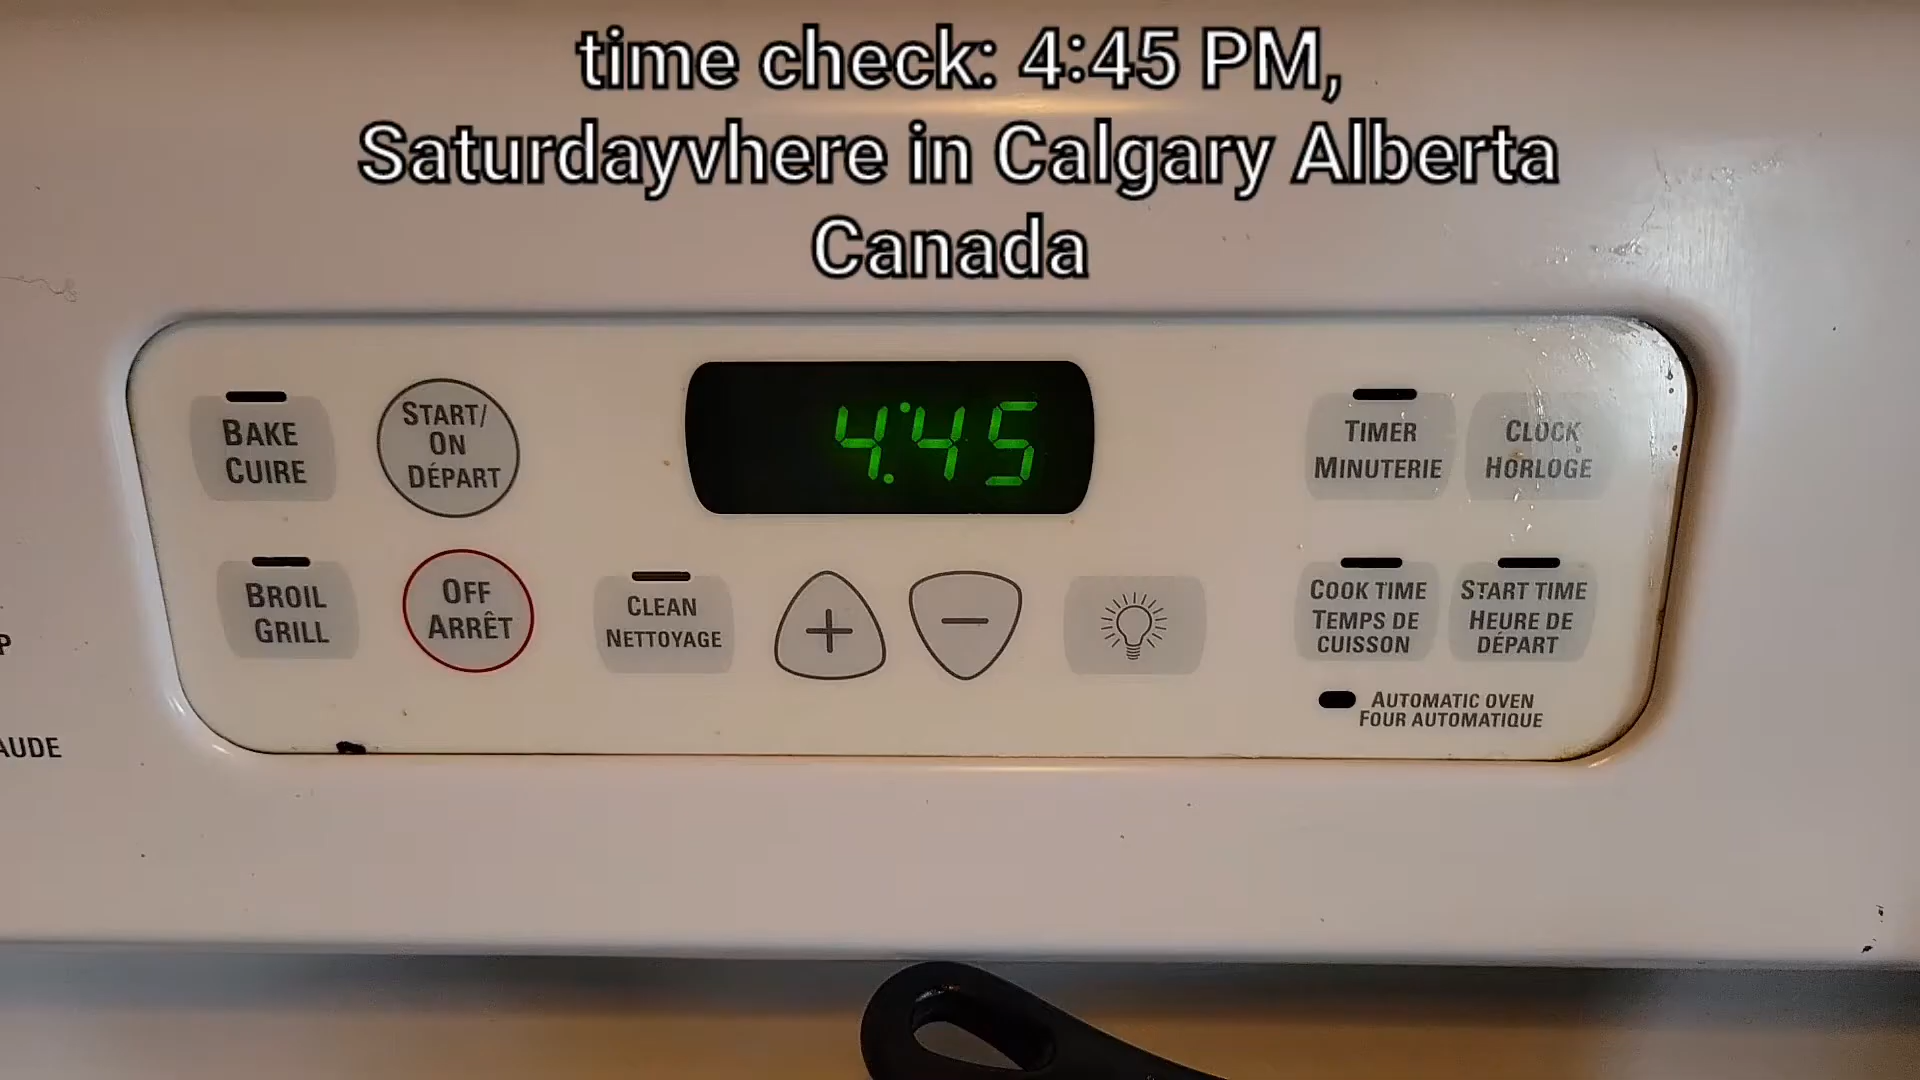 time check: 4:45 PM,
Saturdayvhere in Calgary Alberta
Canada
BAKE
CUIRE
START/
ON
DÉPART
4:45
TIMER
MINUTERIE
CLOCK
HORLOGE
BROIL
GRILL
OFF
ARRÊT
CLEAN
NETTOYAGE
+
−
COOK TIME
TEMPS DE
CUISSON
START TIME
HEURE DE
DÉPART
AUTOMATIC OVEN
FOUR AUTOMATIQUE
P
AUDE